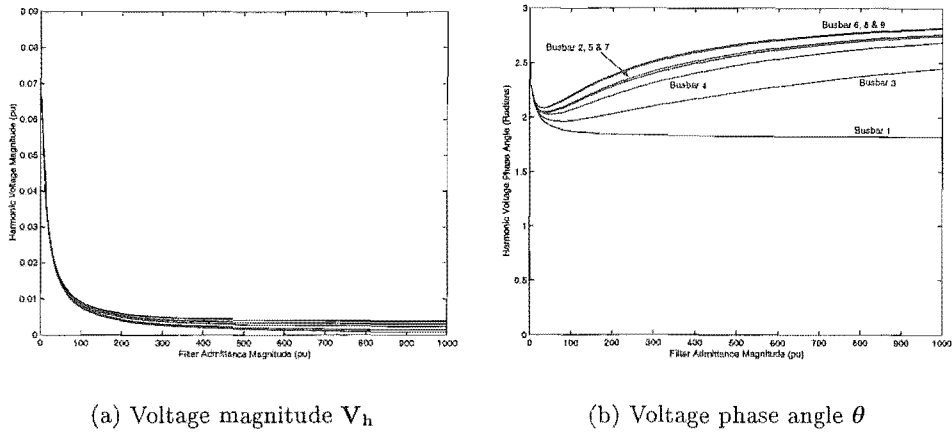 0.09
0.08
0.07
0.06
0.05
0.04
0.03
0.02
0.01
0
Harmonic Voltage Magnitude (pu)
0 100 200 300 400 500 600 700 800 900 1000
Filter Admittance Magnitude (pu)
(a) Voltage magnitude Vh
3
2.5
2
1.5
1
0.5
0
Harmonic Voltage Phase Angle (Radians)
Busbar 6, 8 & 9
Busbar 2, 5 & 7
Busbar 4
Busbar 3
Busbar 1
0 100 200 300 400 500 600 700 800 900 1000
Filter Admittance Magnitude (pu)
(b) Voltage phase angle θ